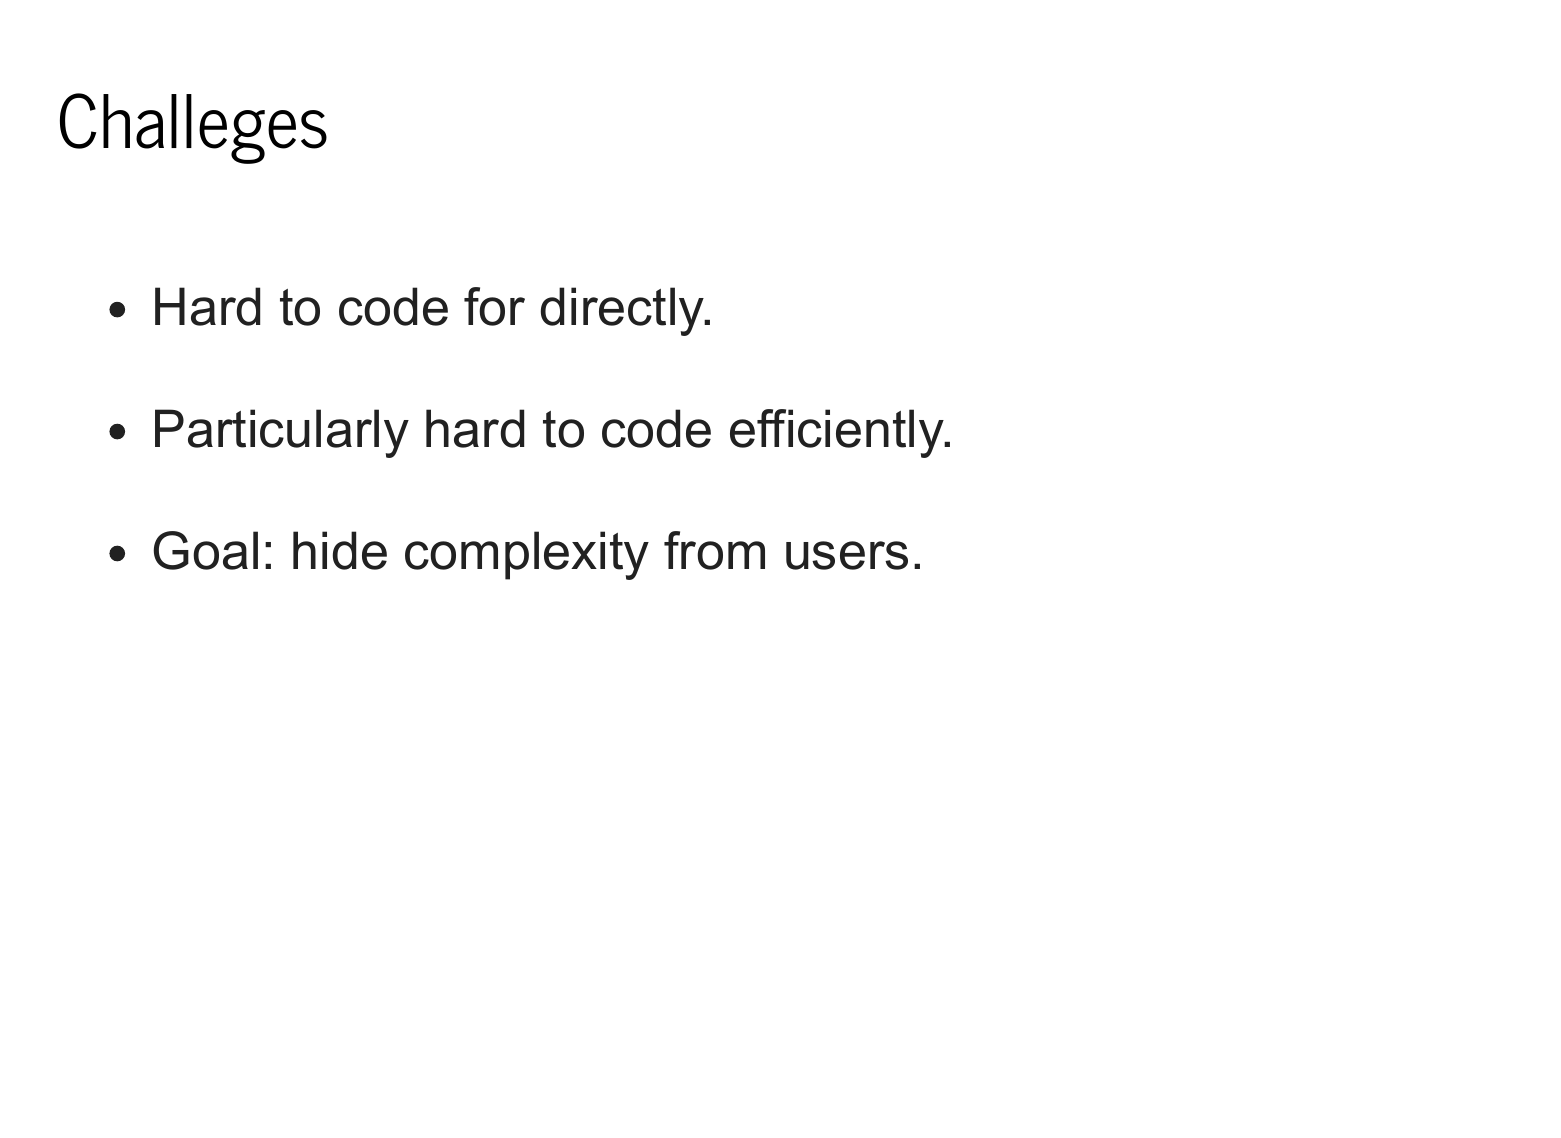 Challeges
• Hard to code for directly.
• Particularly hard to code efficiently.
• Goal: hide complexity from users.